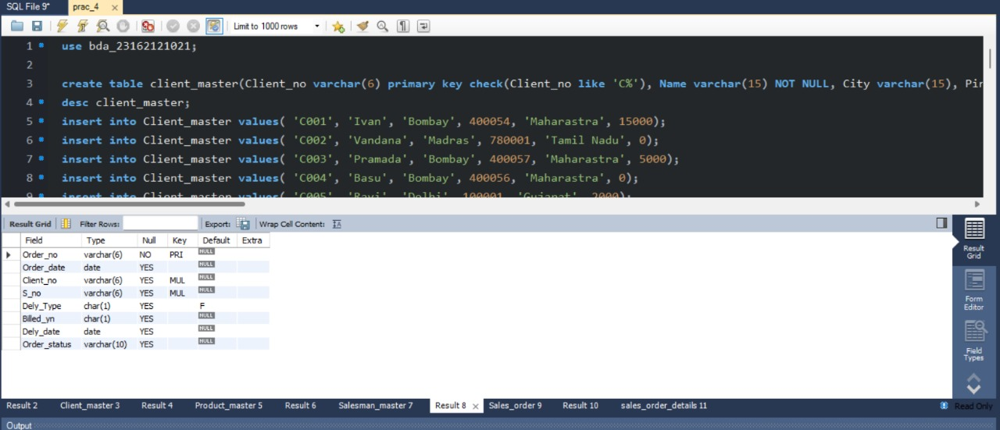 SQL File 9* prac_4 ×
Limit to 1000 rows
1 use bda_23162121021;
2
3 create table client_master(Client_no varchar(6) primary key check(Client_no like 'C%'), Name varchar(15) NOT NULL, City varchar(15), Pin
4 desc client_master;
5 insert into Client_master values( 'C001', 'Ivan', 'Bombay', 400054, 'Maharastra', 15000);
6 insert into Client_master values( 'C002', 'Vandana', 'Madras', 780001, 'Tamil Nadu', 0);
7 insert into Client_master values( 'C003', 'Pramada', 'Bombay', 400057, 'Maharastra', 5000);
8 insert into Client_master values( 'C004', 'Basu', 'Bombay', 400056, 'Maharastra', 0);
9 insert into Client_master values( 'C005', 'Ravi', 'Delhi', 100001, 'Gujarat', 2000);
Result Grid Filter Rows: Export: Wrap Cell Content: IA
Field Type Null Key Default Extra
Order_no varchar(6) NO PRI NULL
Order_date date YES NULL
Client_no varchar(6) YES MUL NULL
S_no varchar(6) YES MUL NULL
Dely_Type char(1) YES F
Billed_yn char(1) YES NULL
Dely_date date YES NULL
Order_status varchar(10) YES NULL
Result
Grid
Form
Editor
Field
Types
Result 2 Client_master 3 Result 4 Product_master 5 Result 6 Salesman_master 7 Result 8 × Sales_order 9 Result 10 sales_order_details 11 Read Only
Output